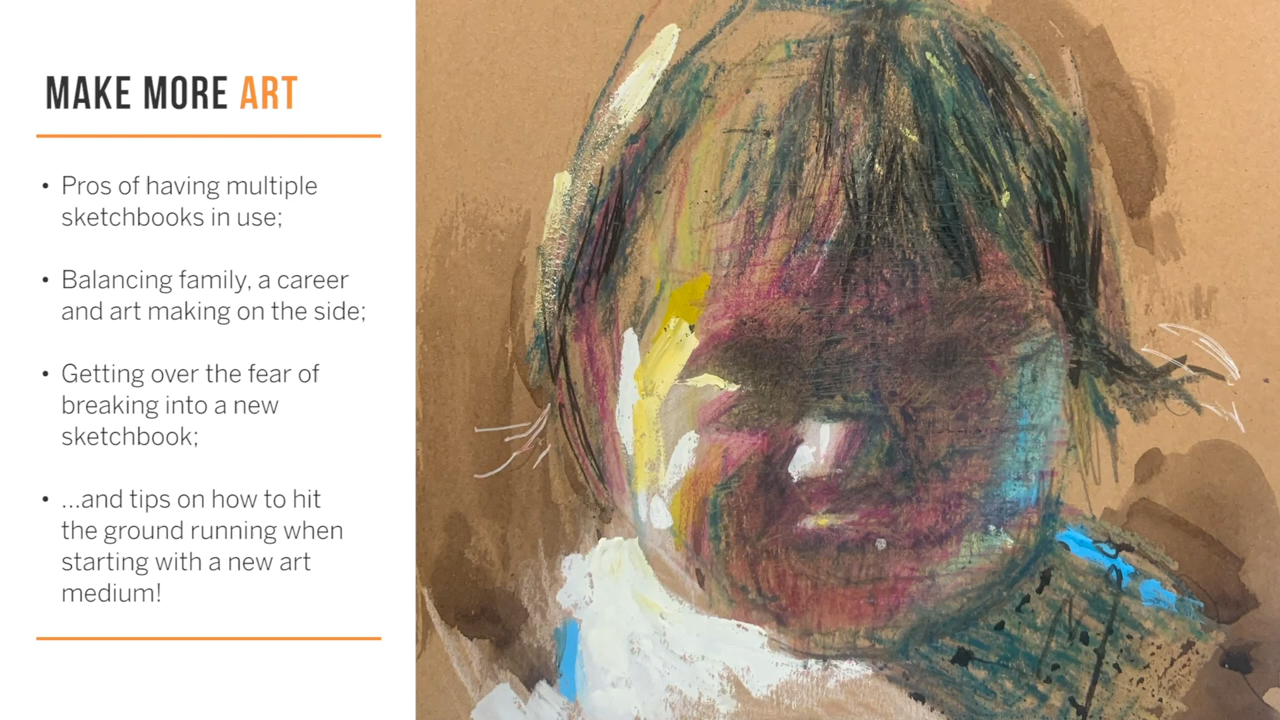 MAKE MORE ART
• Pros of having multiple
sketchbooks in use;
• Balancing family, a career
and art making on the side;
• Getting over the fear of
breaking into a new
sketchbook;
• ...and tips on how to hit
the ground running when
starting with a new art
medium!